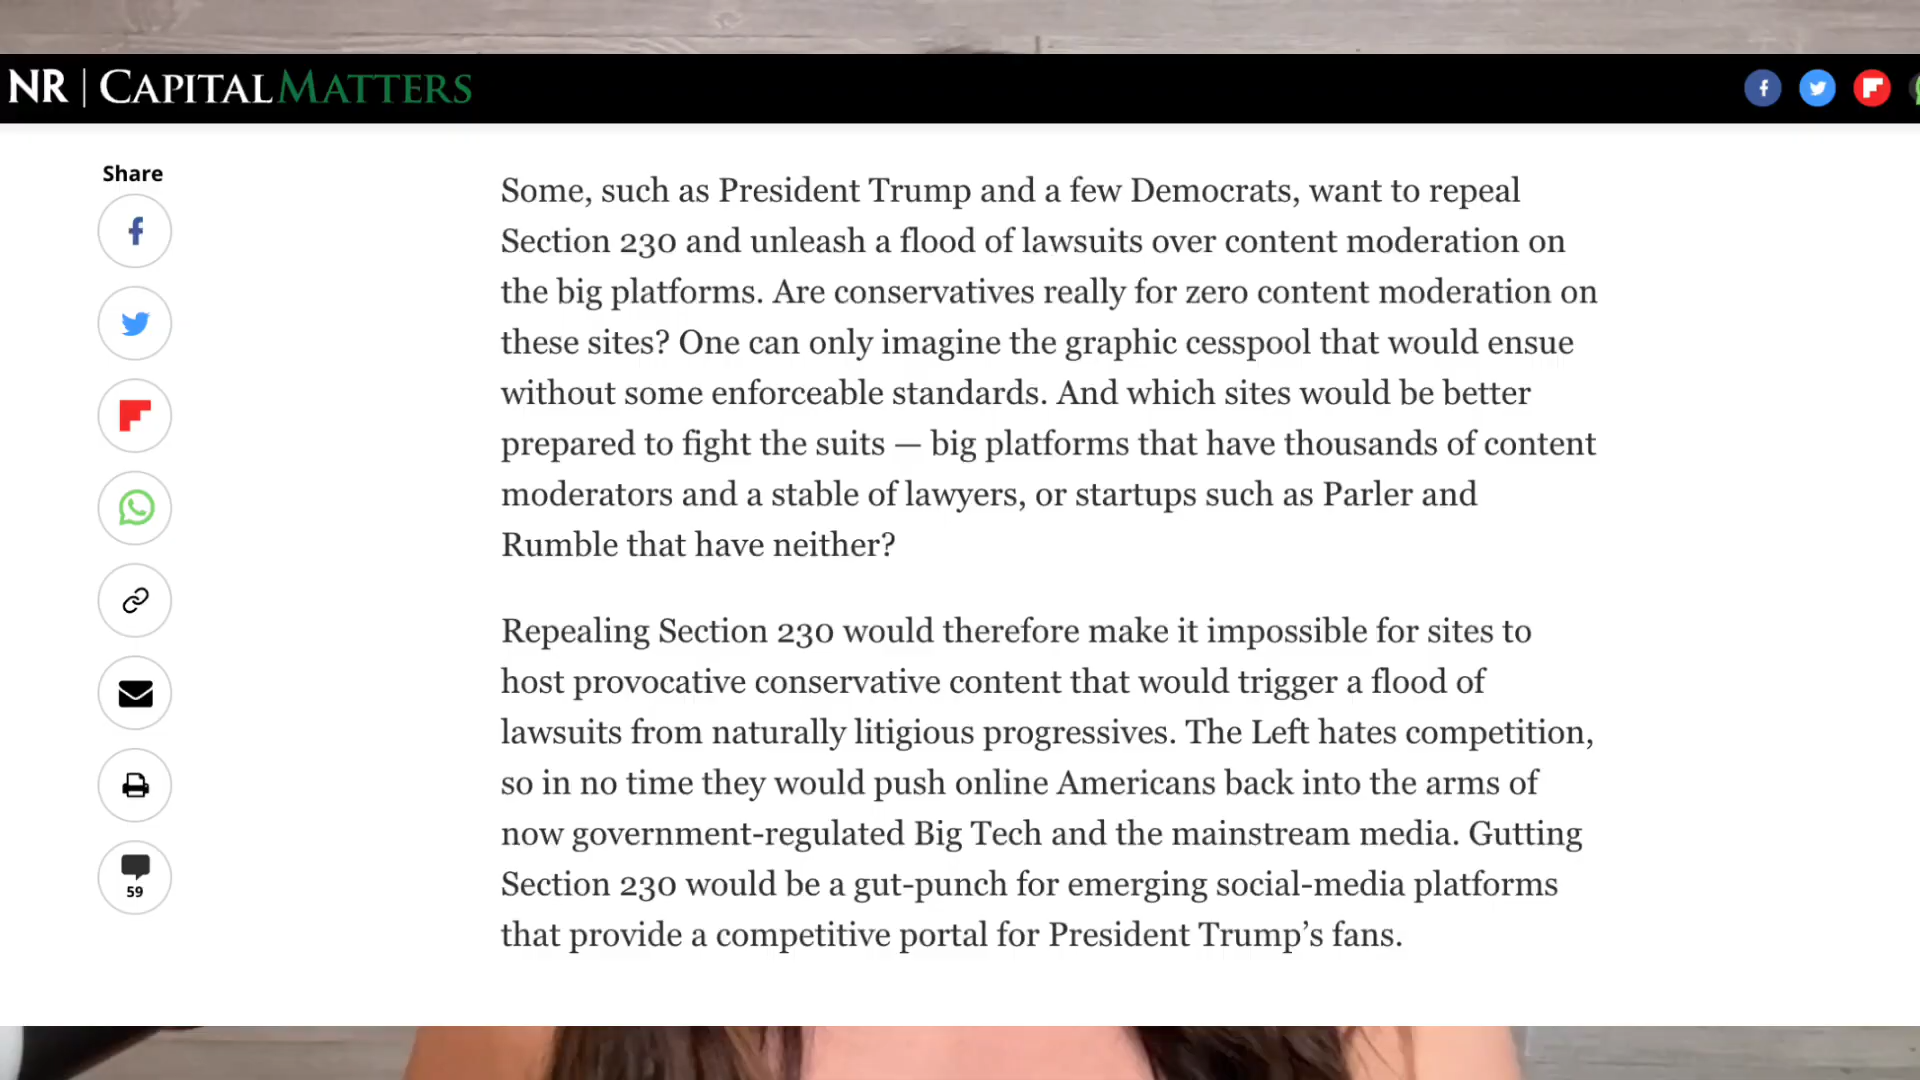 NR | CAPITAL MATTERS
Share
59
Some, such as President Trump and a few Democrats, want to repeal
Section 230 and unleash a flood of lawsuits over content moderation on
the big platforms. Are conservatives really for zero content moderation on
these sites? One can only imagine the graphic cesspool that would ensue
without some enforceable standards. And which sites would be better
prepared to fight the suits — big platforms that have thousands of content
moderators and a stable of lawyers, or startups such as Parler and
Rumble that have neither?
Repealing Section 230 would therefore make it impossible for sites to
host provocative conservative content that would trigger a flood of
lawsuits from naturally litigious progressives. The Left hates competition,
so in no time they would push online Americans back into the arms of
now government-regulated Big Tech and the mainstream media. Gutting
Section 230 would be a gut-punch for emerging social-media platforms
that provide a competitive portal for President Trump’s fans.